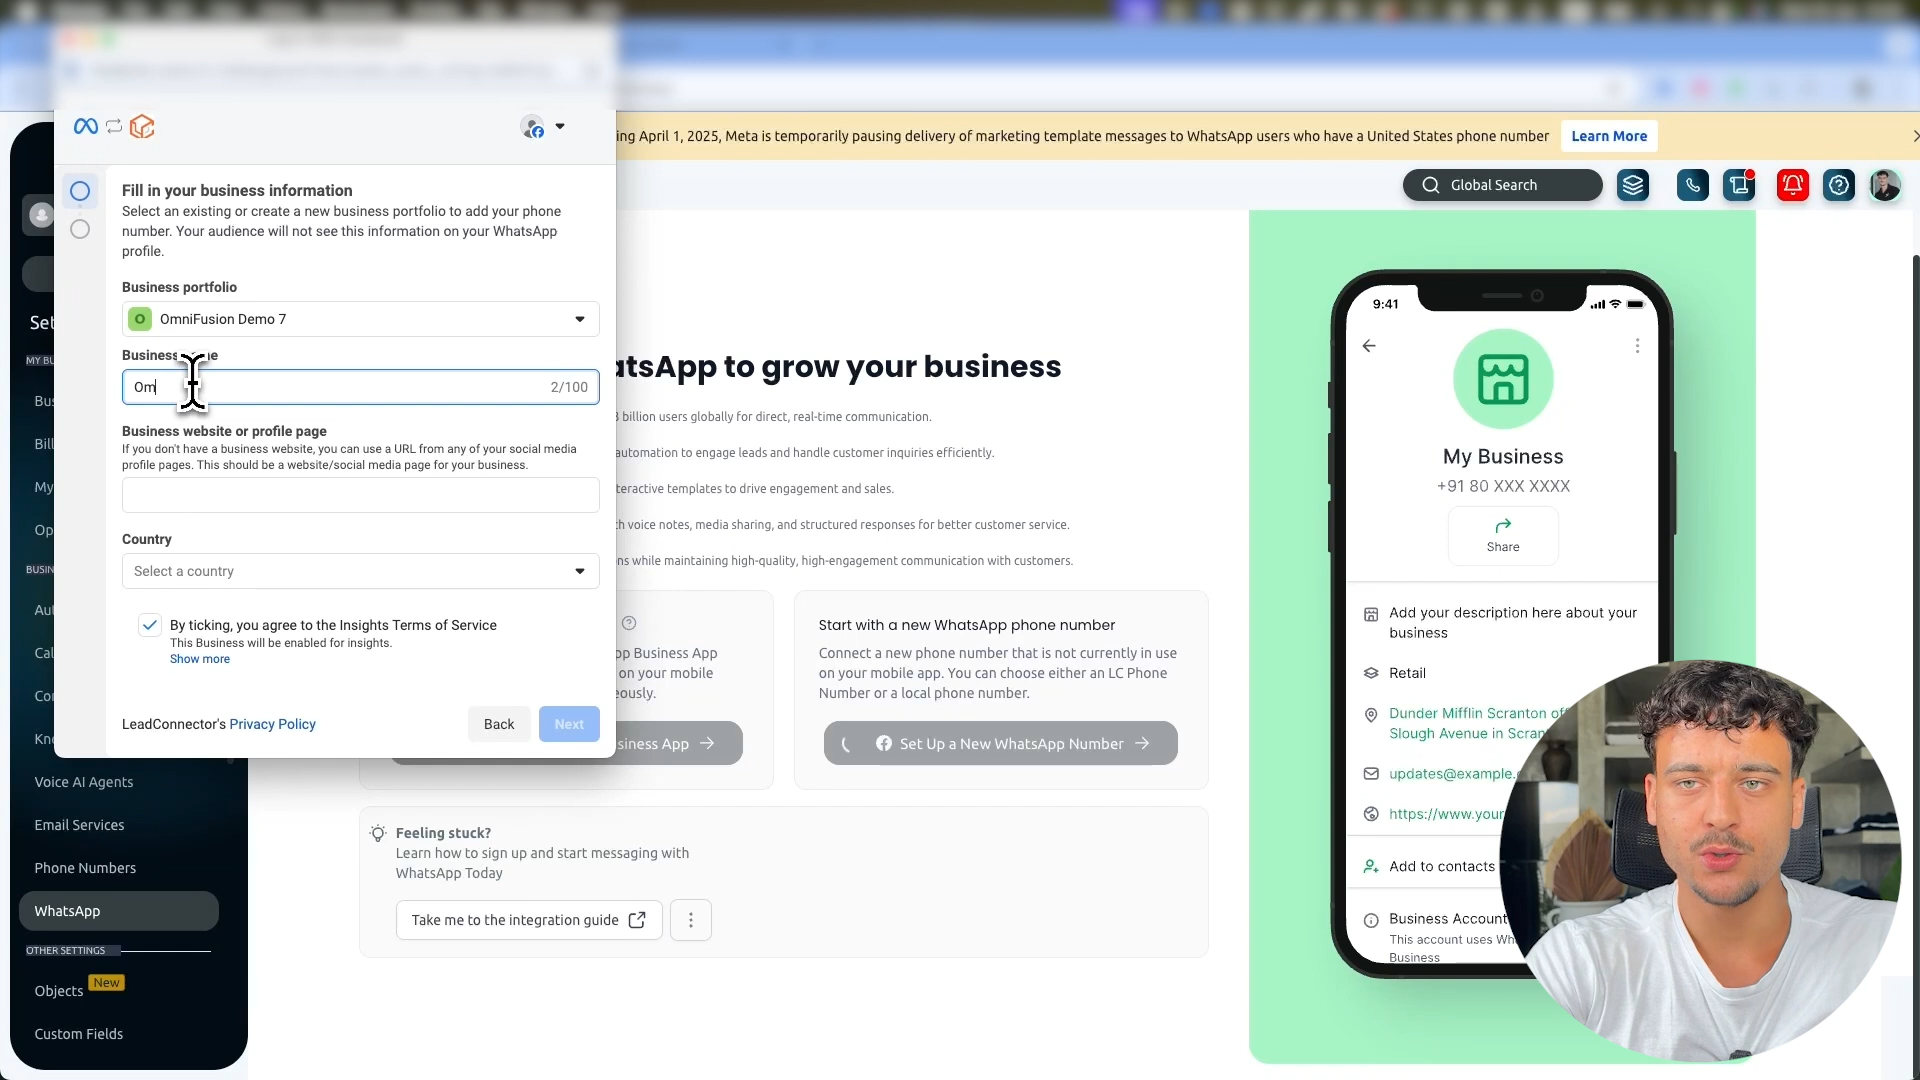 ing April 1, 2025, Meta is temporarily pausing delivery of marketing template messages to WhatsApp users who have a United States phone number
Learn More
Global Search
Fill in your business information
Select an existing or create a new business portfolio to add your phone
number. Your audience will not see this information on your WhatsApp
profile.
Business portfolio
O
OmniFusion Demo 7
Business
Om
2/100
Business website or profile page
If you don't have a business website, you can use a URL from any of your social media
profile pages. This should be a website/social media page for your business.
Country
Select a country
By ticking, you agree to the Insights Terms of Service
This Business will be enabled for insights.
Show more
LeadConnector's Privacy Policy
Back
Next
Set
MY BU
Bus
Bill
My
Op
BUSIN
Aut
Cal
Con
Kno
Voice AI Agents
Email Services
Phone Numbers
WhatsApp
OTHER SETTINGS
Objects
New
Custom Fields
atsApp to grow your business
billion users globally for direct, real-time communication.
automation to engage leads and handle customer inquiries efficiently.
teractive templates to drive engagement and sales.
h voice notes, media sharing, and structured responses for better customer service.
ns while maintaining high-quality, high-engagement communication with customers.
pp Business App
on your mobile
eously.
siness App
Start with a new WhatsApp phone number
Connect a new phone number that is not currently in use
on your mobile app. You can choose either an LC Phone
Number or a local phone number.
Set Up a New WhatsApp Number
Feeling stuck?
Learn how to sign up and start messaging with
WhatsApp Today
Take me to the integration guide
9:41
My Business
+91 80 XXX XXXX
Share
Add your description here about your
business
Retail
Dunder Mifflin Scranton of
Slough Avenue in Scran
updates@example.
https://www.your
Add to contacts
Business Account
This account uses Wh
Business